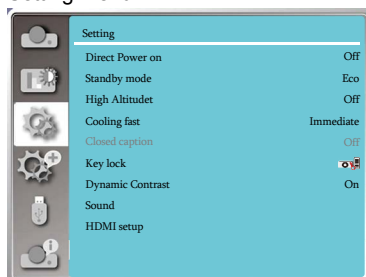 Setting
Direct Power on Off
Standby mode Eco
High Altitudet Off
Cooling fast Immediate
Closed caption Off
Key lock
Dynamic Contrast On
Sound
HDMI setup